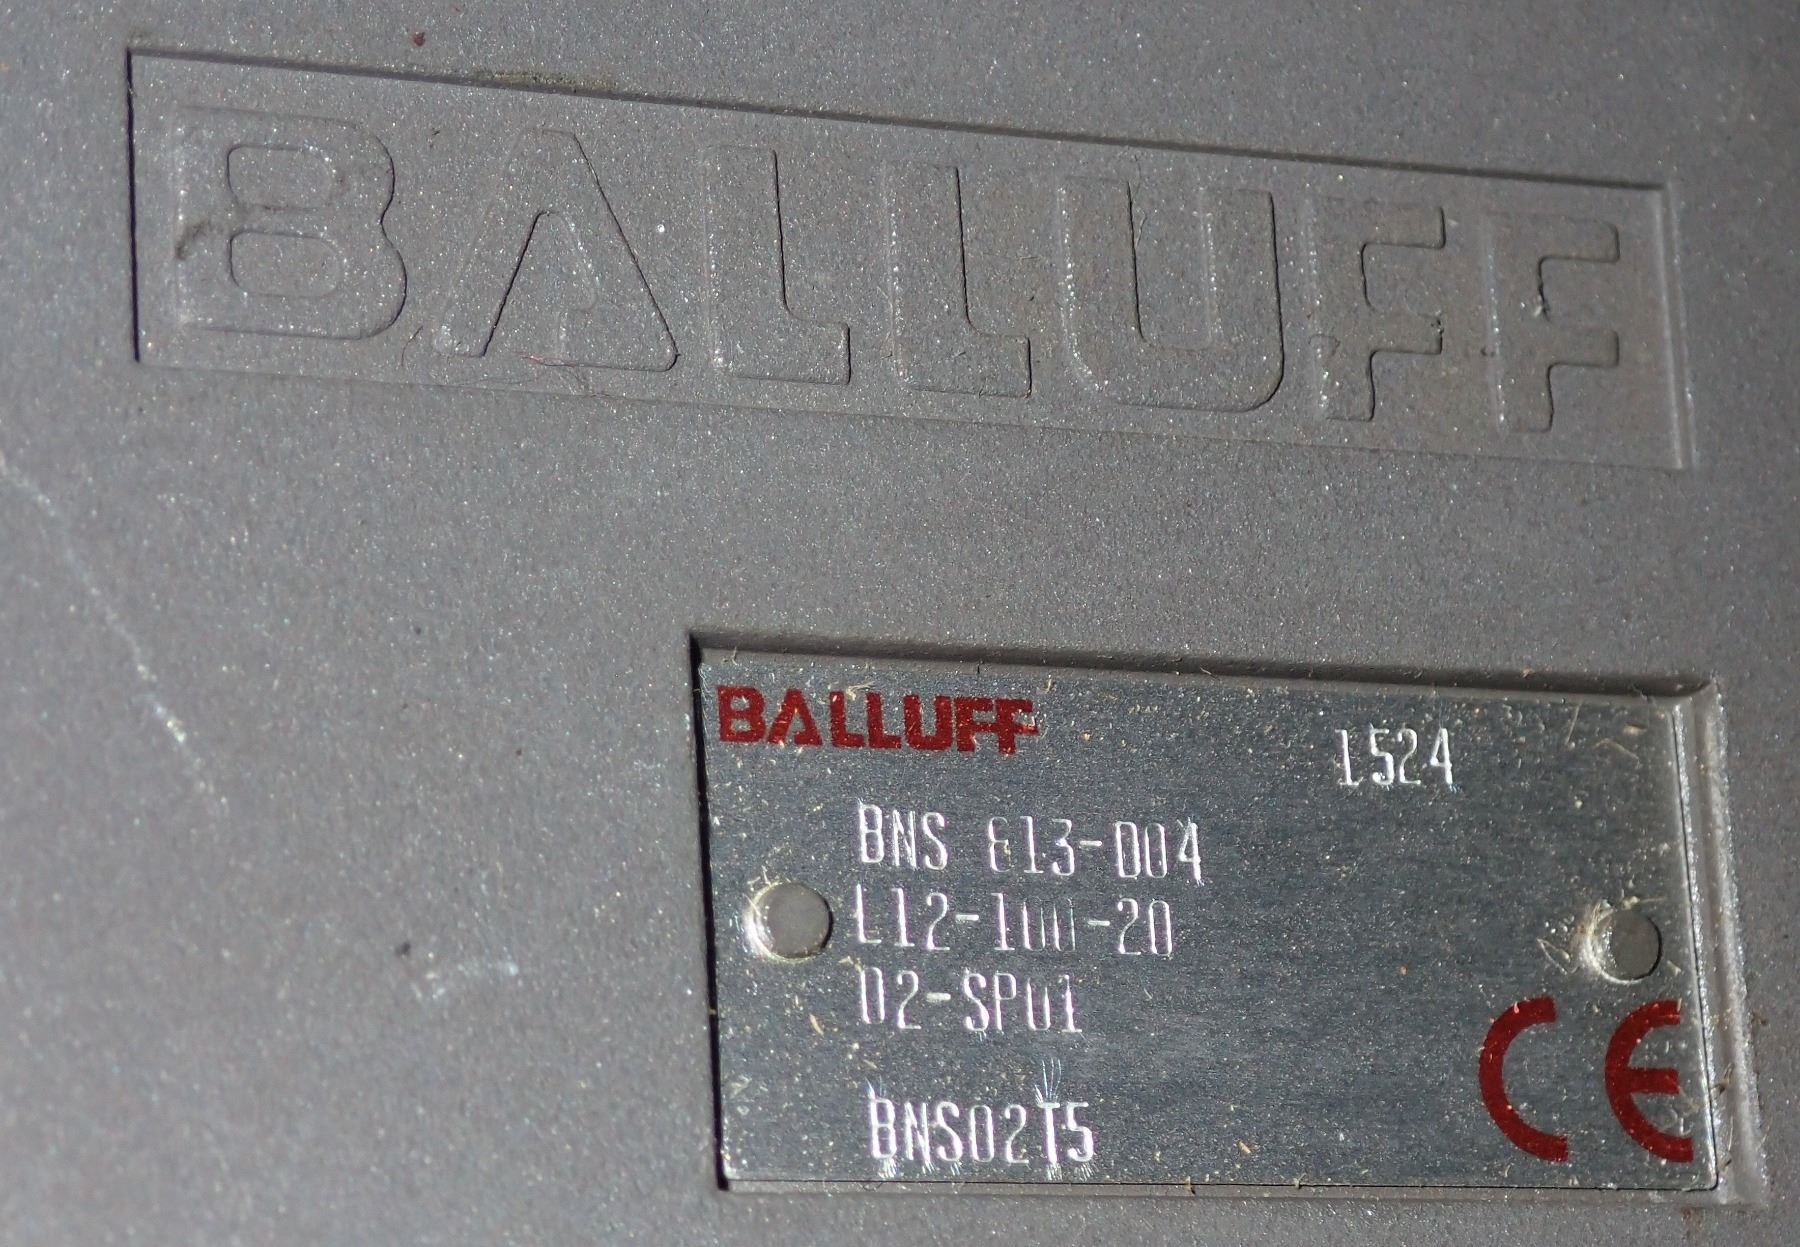 BALLUFF
BALLUFF 1524
BNS 813-D04
L12-100-20
02-SP01
BNS02T5
CE